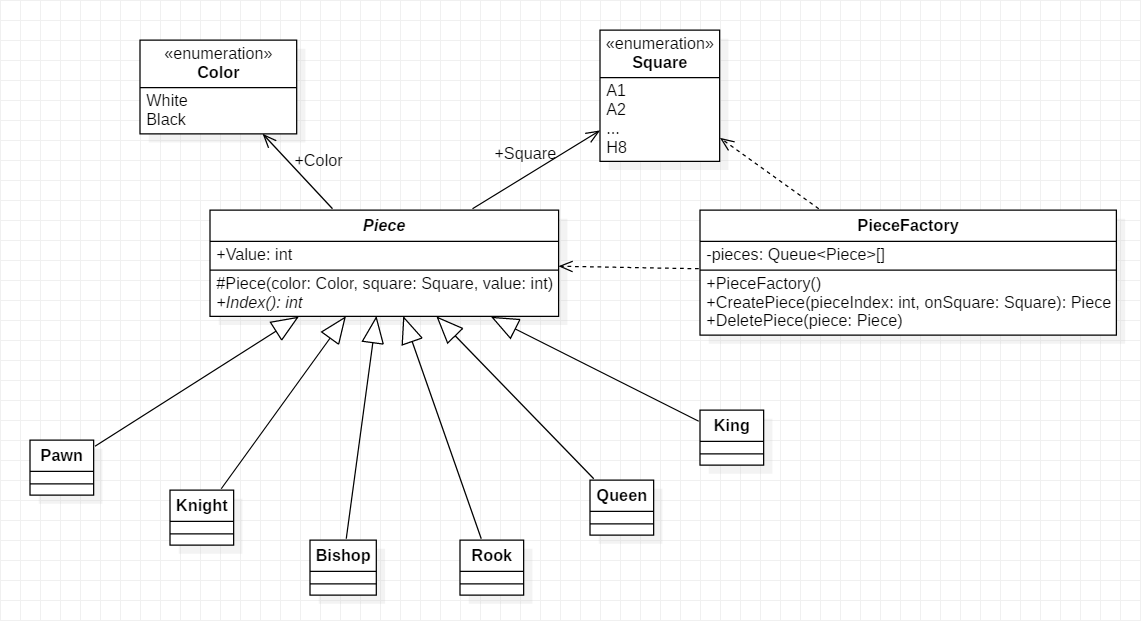 «enumeration»
Color
White
Black
«enumeration»
Square
A1
A2
...
H8
+Color
+Square
Piece
+Value: int
#Piece(color: Color, square: Square, value: int)
+Index(): int
PieceFactory
-pieces: Queue<Piece>[]
+PieceFactory()
+CreatePiece(pieceIndex: int, onSquare: Square): Piece
+DeletePiece(piece: Piece)
Pawn
Knight
Bishop
Rook
Queen
King